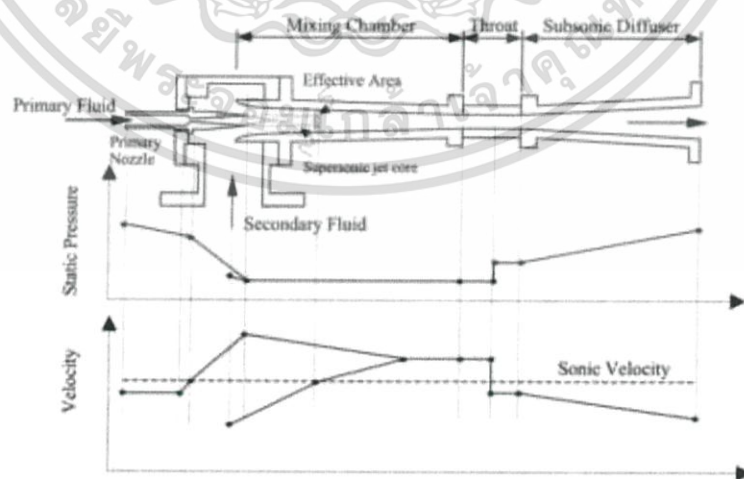 Mixing Chamber
Throat
Subsonic Diffuser
Effective Area
Primary Fluid
Primary
Nozzle
Supersonic jet core
Secondary Fluid
Static Pressure
Velocity
Sonic Velocity